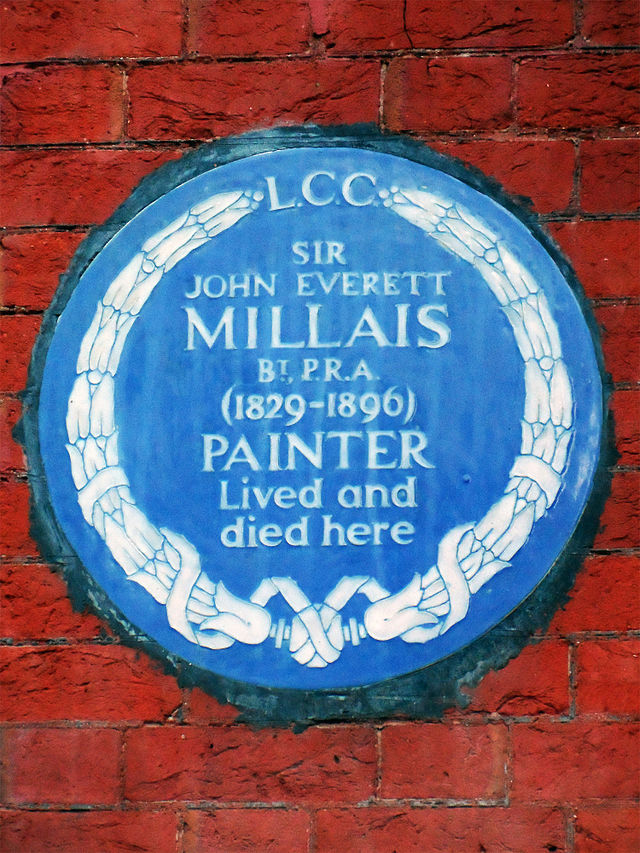 L.C.C.
SIR
JOHN EVERETT
MILLAIS
BT., P.R.A.
(1829-1896)
PAINTER
Lived and
died here